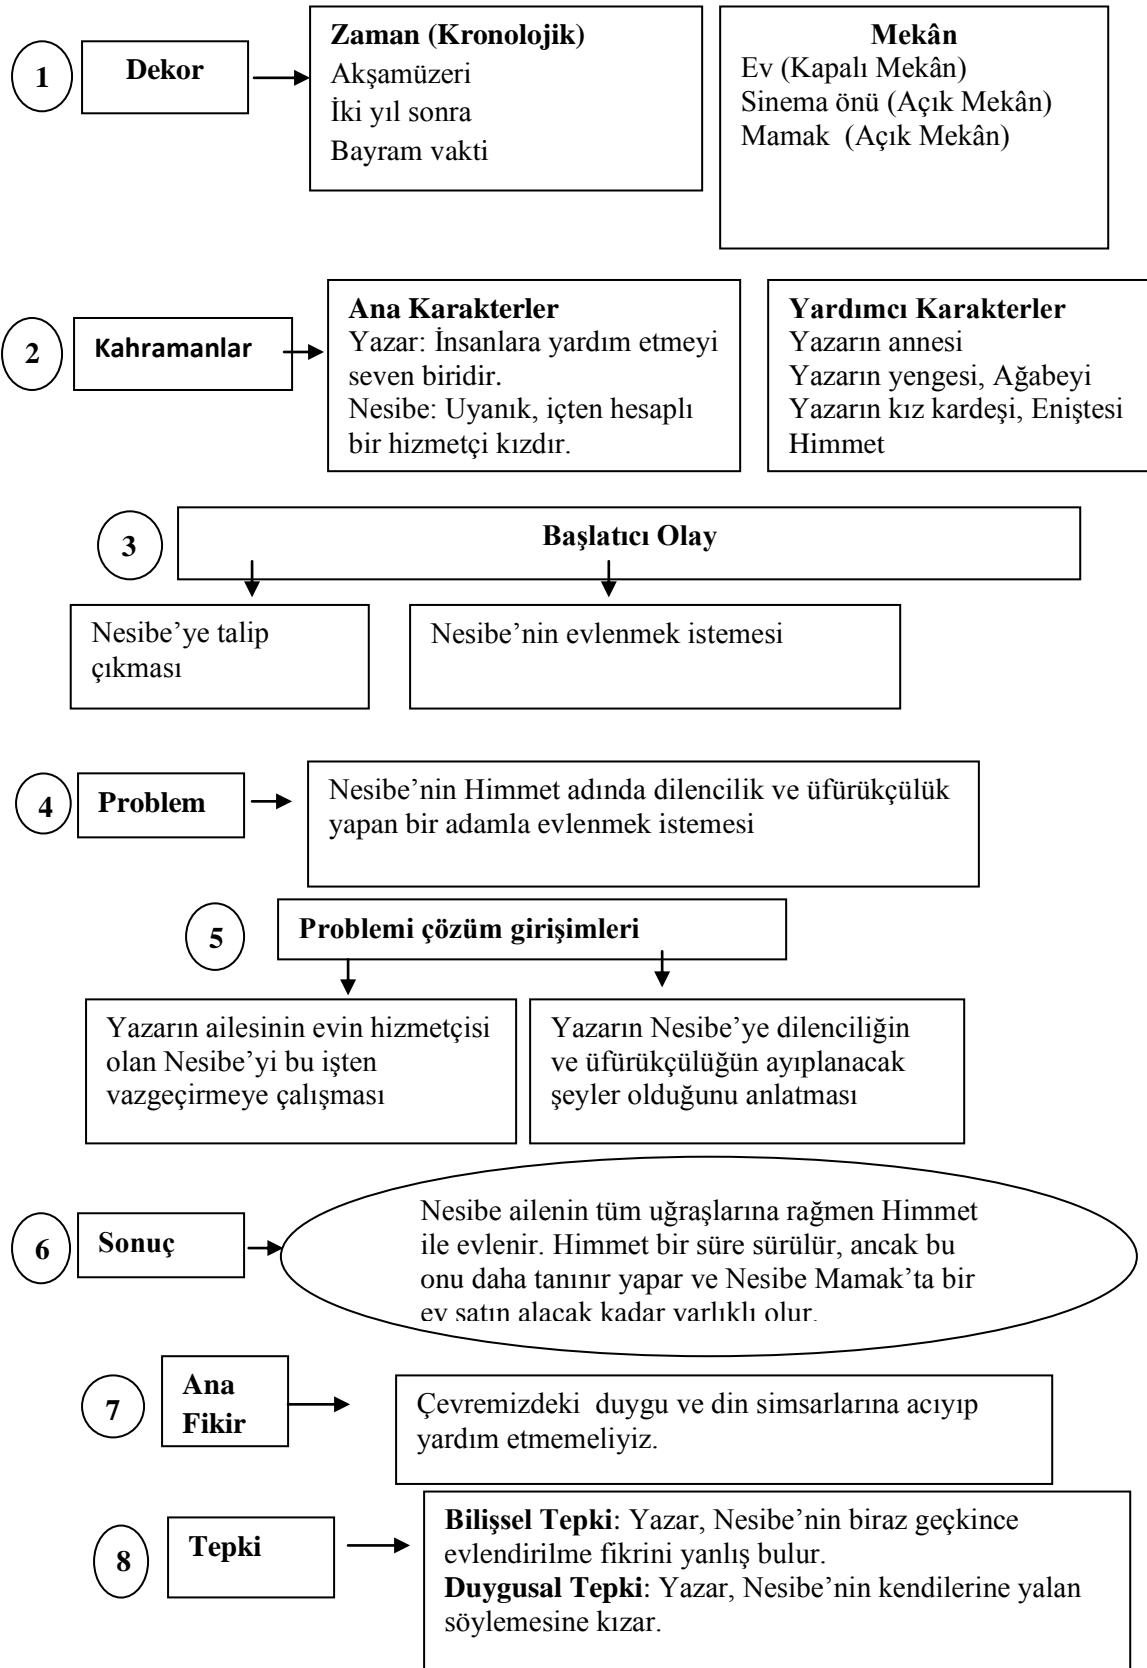 1
Dekor
Zaman (Kronolojik)
Akşamüzeri
İki yıl sonra
Bayram vakti
Mekân
Ev (Kapalı Mekân)
Sinema önü (Açık Mekân)
Mamak (Açık Mekân)
2
Kahramanlar
Ana Karakterler
Yazar: İnsanlara yardım etmeyi
seven biridir.
Nesibe: Uyanık, içten hesaplı
bir hizmetçi kızdır.
Yardımcı Karakterler
Yazarın annesi
Yazarın yengesi, Ağabeyi
Yazarın kız kardeşi, Eniştesi
Himmet
3
Başlatıcı Olay
Nesibe’ye talip
çıkması
Nesibe’nin evlenmek istemesi
4
Problem
Nesibe’nin Himmet adında dilencilik ve üfürükçülük
yapan bir adamla evlenmek istemesi
5
Problemi çözüm girişimleri
Yazarın ailesinin evin hizmetçisi
olan Nesibe’yi bu işten
vazgeçirmeye çalışması
Yazarın Nesibe’ye dilenciliğin
ve üfürükçülüğün ayıplanacak
şeyler olduğunu anlatması
6
Sonuç
Nesibe ailenin tüm uğraşlarına rağmen Himmet
ile evlenir. Himmet bir süre sürülür, ancak bu
onu daha tanınır yapar ve Nesibe Mamak’ta bir
ev satın alacak kadar varlıklı olur.
7
Ana
Fikir
Çevremizdeki duygu ve din simsarlarına acıyıp
yardım etmemeliyiz.
8
Tepki
Bilişsel Tepki: Yazar, Nesibe’nin biraz geçkince
evlendirilme fikrini yanlış bulur.
Duygusal Tepki: Yazar, Nesibe’nin kendilerine yalan
söylemesine kızar.